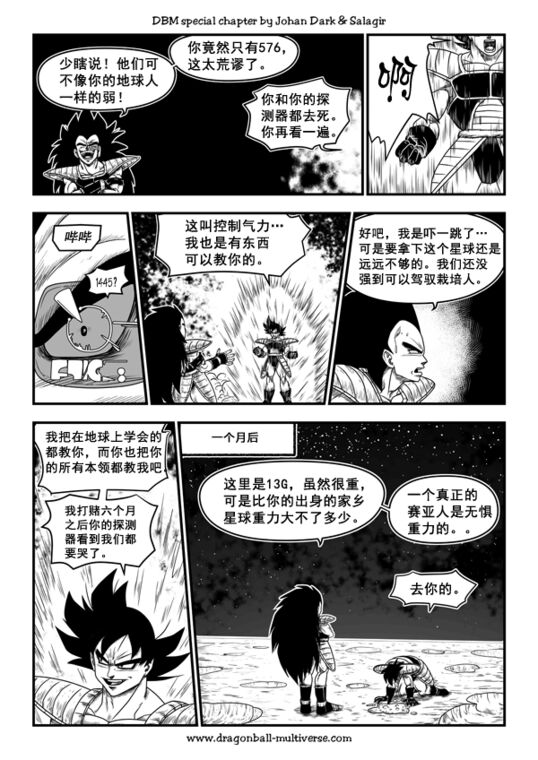 DBM special chapter by Johan Dark & Salagir
少瞎说！他们可
不像你的地球人
一样的弱！
你竟然只有576，
这太荒谬了。
你和你的探
测器都去死。
你再看一遍。
啊
哔哔
1445?
这叫控制气力…
我也是有东西
可以教你的。
好吧，我是吓一跳了…
可是要拿下这个星球还是
远远不够的。我们还没
强到可以驾驭栽培人。
我把在地球上学会的
都教你，而你也把你
的所有本领都教我吧
我打赌六个月
之后你的探测
器看到我们都
要哭了。
一个月后
这里是13G，虽然很重，
可是比你的出身的家乡
星球重力大不了多少。
一个真正的
赛亚人是无惧
重力的。。
去你的。
www.dragonball-multiverse.com